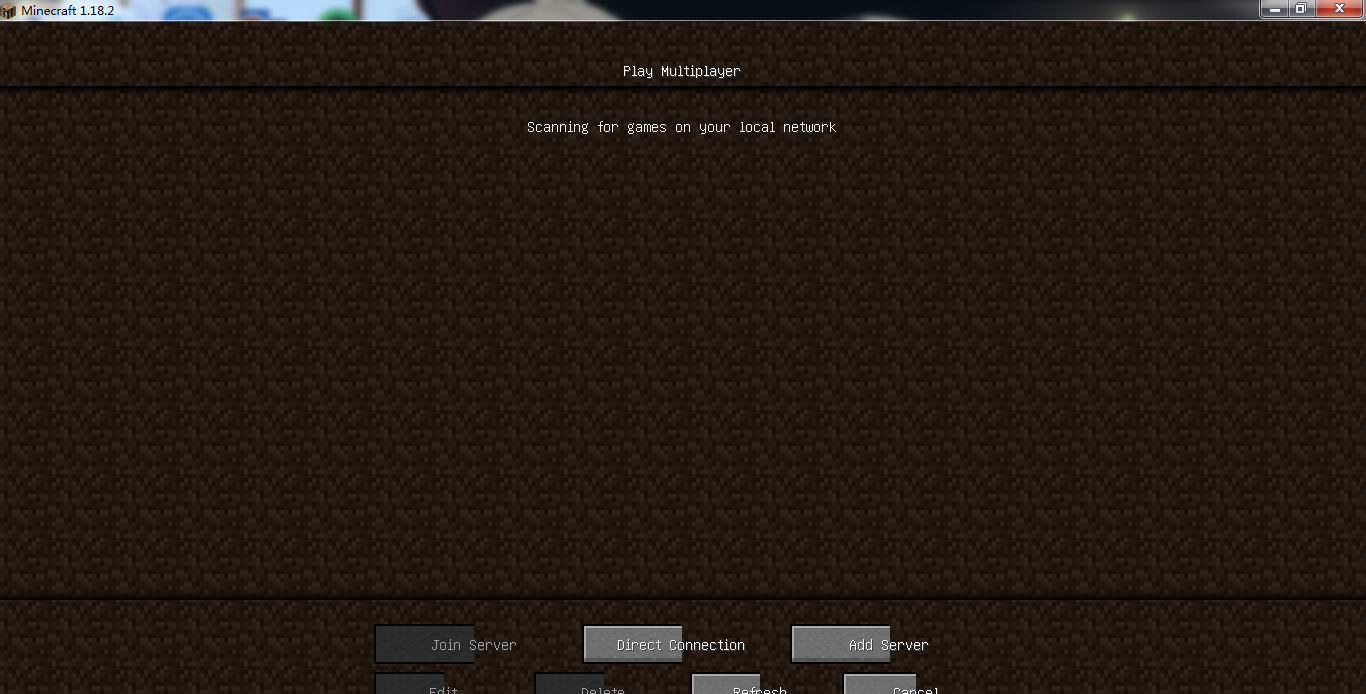 Minecraft 1.18.2
Play Multiplayer
Scanning for games on your local network
Join Server Direct Connection Add Server
Edit Delete Refresh Cancel